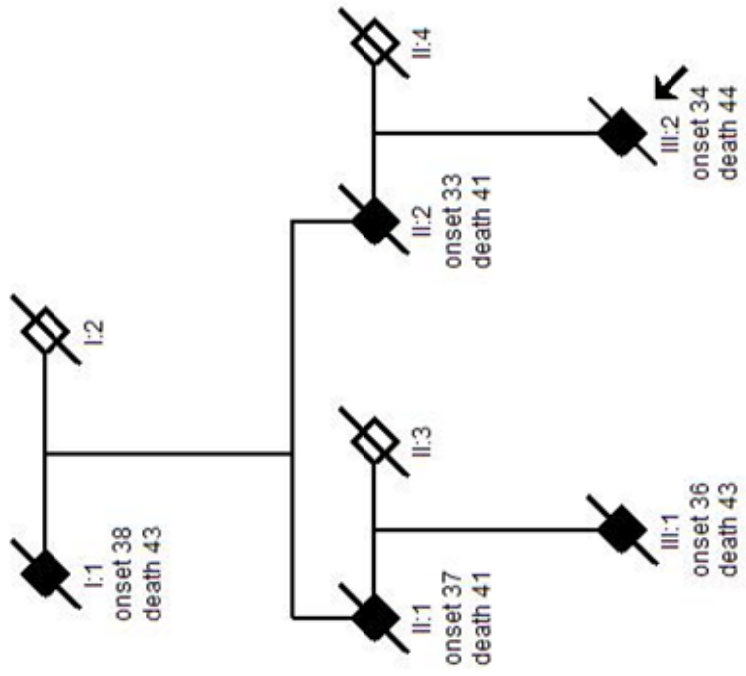 I:1
onset 38
death 43
I:2
II:1
onset 37
death 41
II:3
II:2
onset 33
death 41
II:4
III:1
onset 36
death 43
III:2
onset 34
death 44